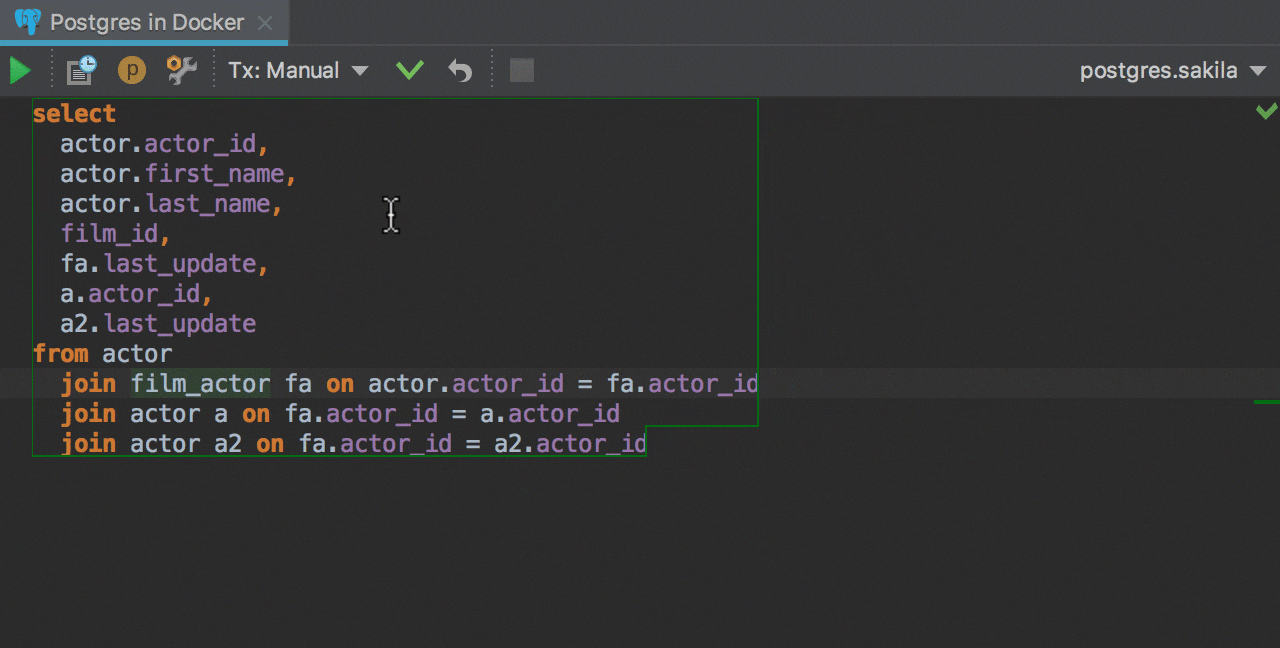 Postgres in Docker
p
Tx: Manual
postgres.sakila
select
  actor.actor_id,
  actor.first_name,
  actor.last_name,
  film_id,
  fa.last_update,
  a.actor_id,
  a2.last_update
from actor
  join film_actor fa on actor.actor_id = fa.actor_id
  join actor a on fa.actor_id = a.actor_id
  join actor a2 on fa.actor_id = a2.actor_id